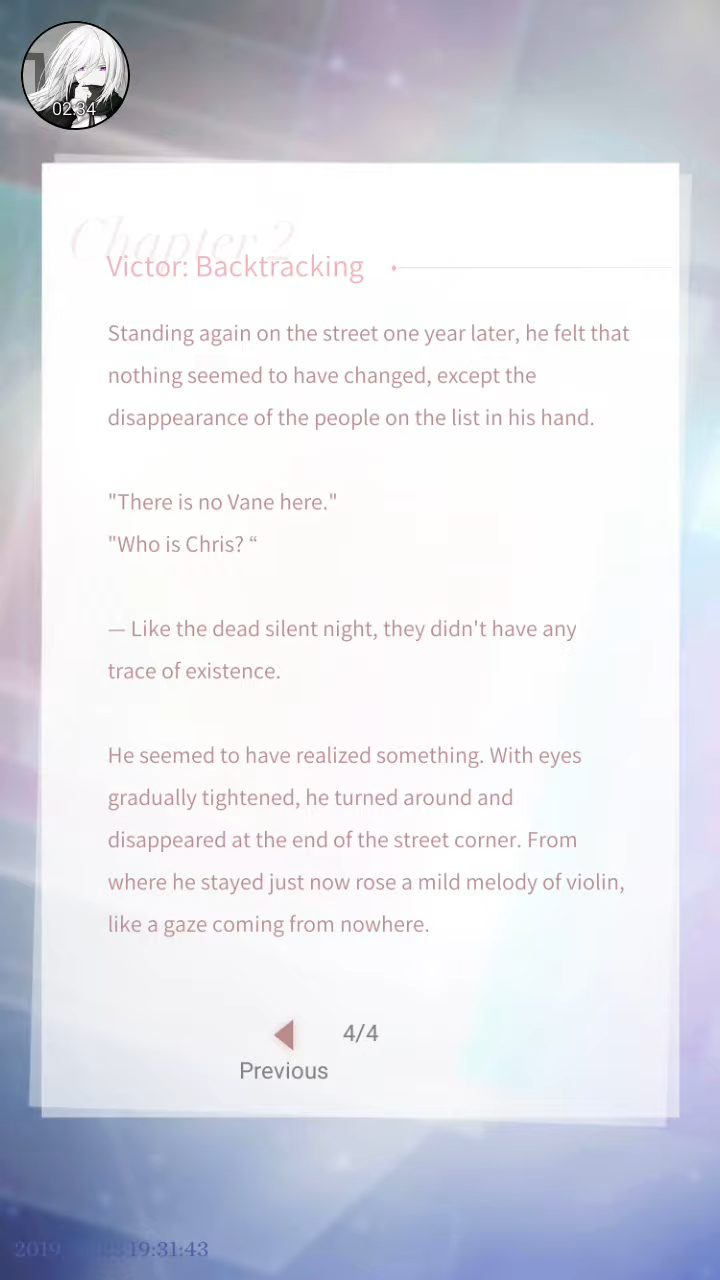 02:34
Chapter 2
Victor: Backtracking
Standing again on the street one year later, he felt that
nothing seemed to have changed, except the
disappearance of the people on the list in his hand.
"There is no Vane here."
"Who is Chris? “
— Like the dead silent night, they didn't have any
trace of existence.
He seemed to have realized something. With eyes
gradually tightened, he turned around and
disappeared at the end of the street corner. From
where he stayed just now rose a mild melody of violin,
like a gaze coming from nowhere.
4/4
Previous
2019 19:31:43